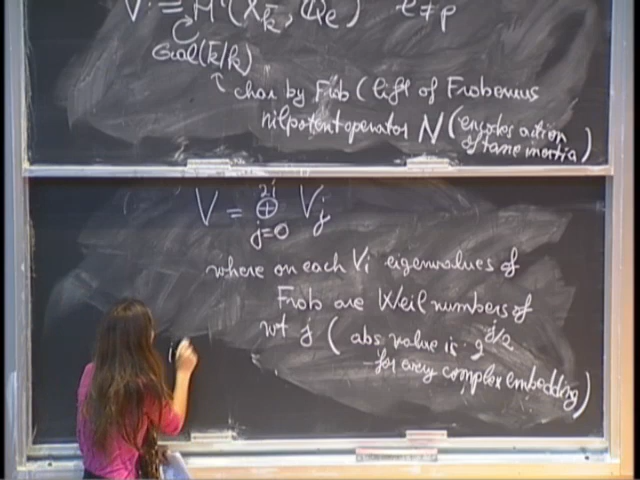 V := H^i(X_k̄, Q_ℓ) ℓ ≠ p
Gal(k̄/k)
↑ char by Frob (lift of Frobenius
nilpotent operator N (encodes action
of tame inertia)
V = ⊕_{j=0}^{2i} V_j
where on each V_i eigenvalues of
Frob are Weil numbers of
wt j (abs value is q^{j/2}
for every complex embedding)